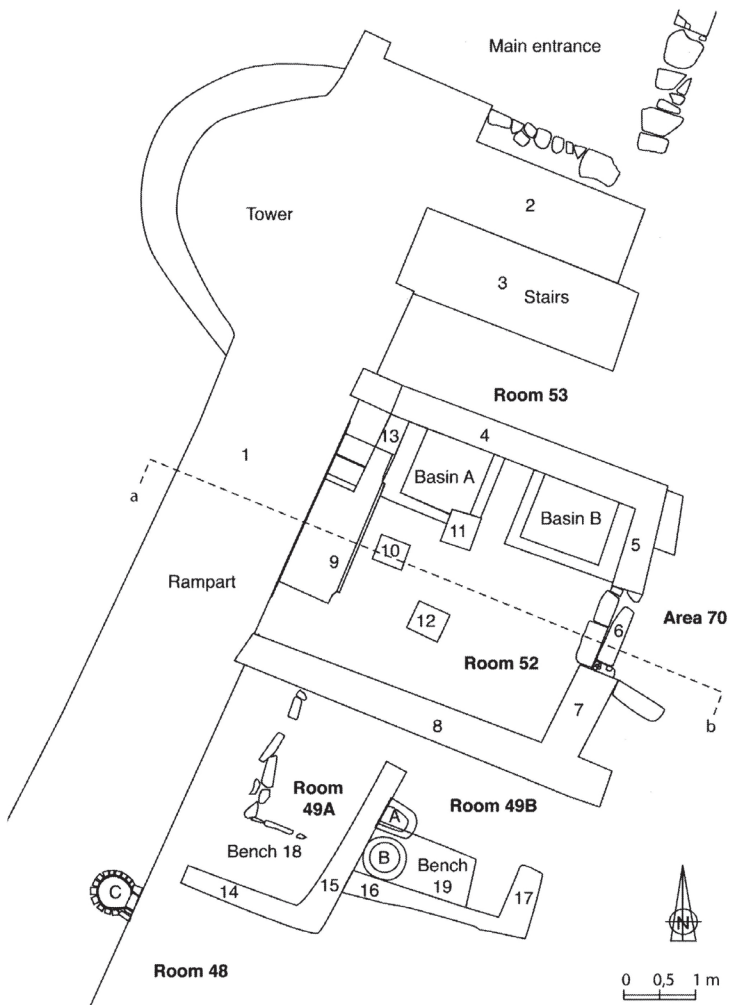 Main entrance
2
Tower
3
Stairs
Room 53
1
13
4
a
Basin A
Basin B
11
5
10
9
Rampart
6
Area 70
12
Room 52
7
b
8
Room
49A
Room 49B
A
Bench 18
B
Bench
19
C
14
15
16
17
N
Room 48
0 0,5 1 m